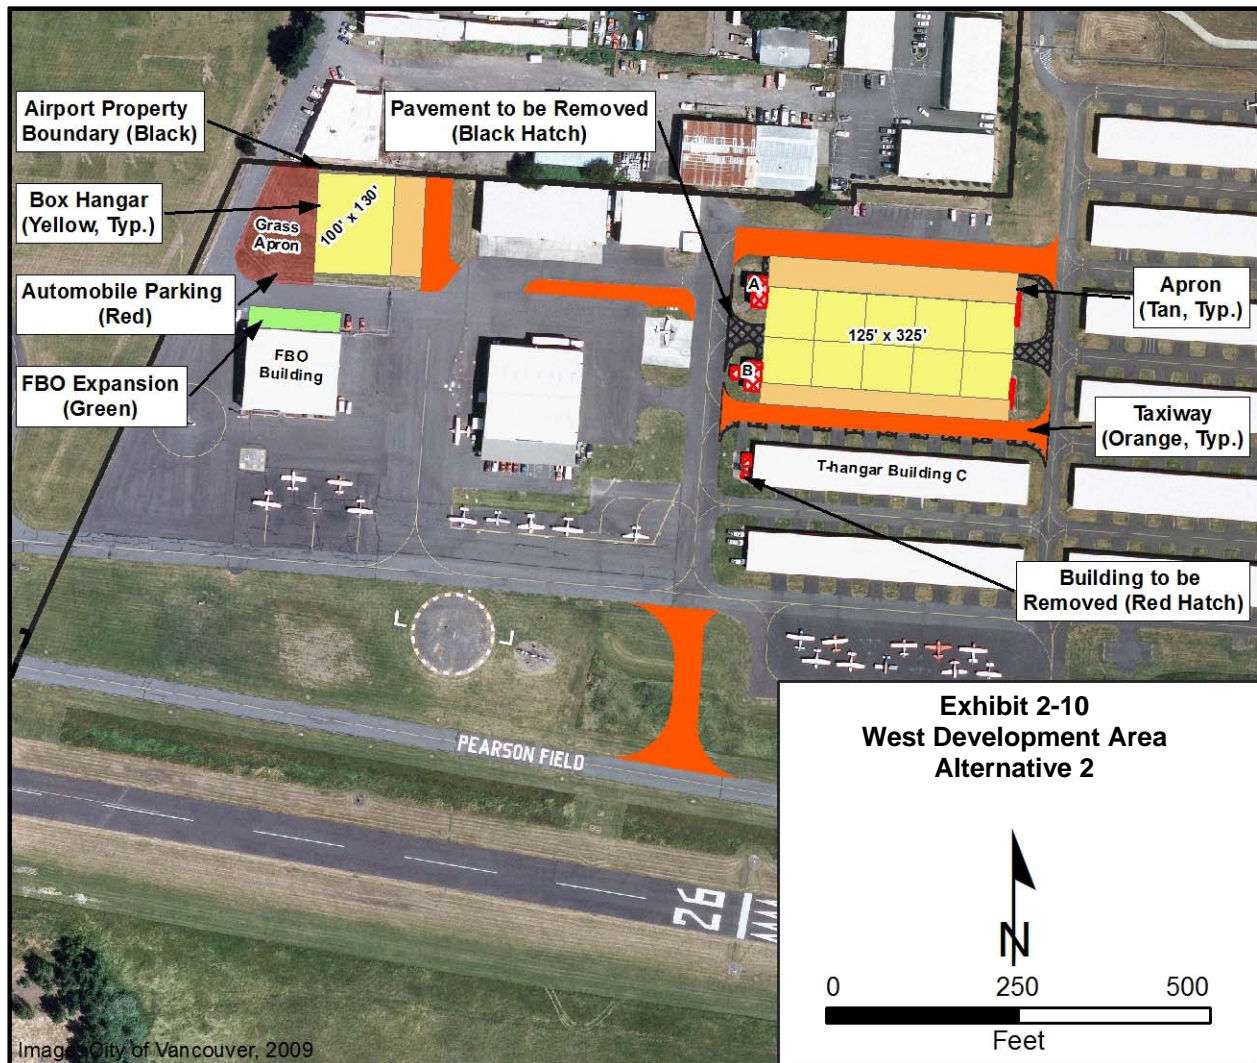 Airport Property
Boundary (Black)
Pavement to be Removed
(Black Hatch)
Box Hangar
(Yellow, Typ.)
100' x 130'
Grass
Apron
Automobile Parking
(Red)
FBO Expansion
(Green)
FBO
Building
A
B
125' x 325'
Apron
(Tan, Typ.)
Taxiway
(Orange, Typ.)
T-hangar Building C
Building to be
Removed (Red Hatch)
PEARSON FIELD
26
Exhibit 2-10
West Development Area
Alternative 2
N
0 250 500
Feet
Image: City of Vancouver, 2009